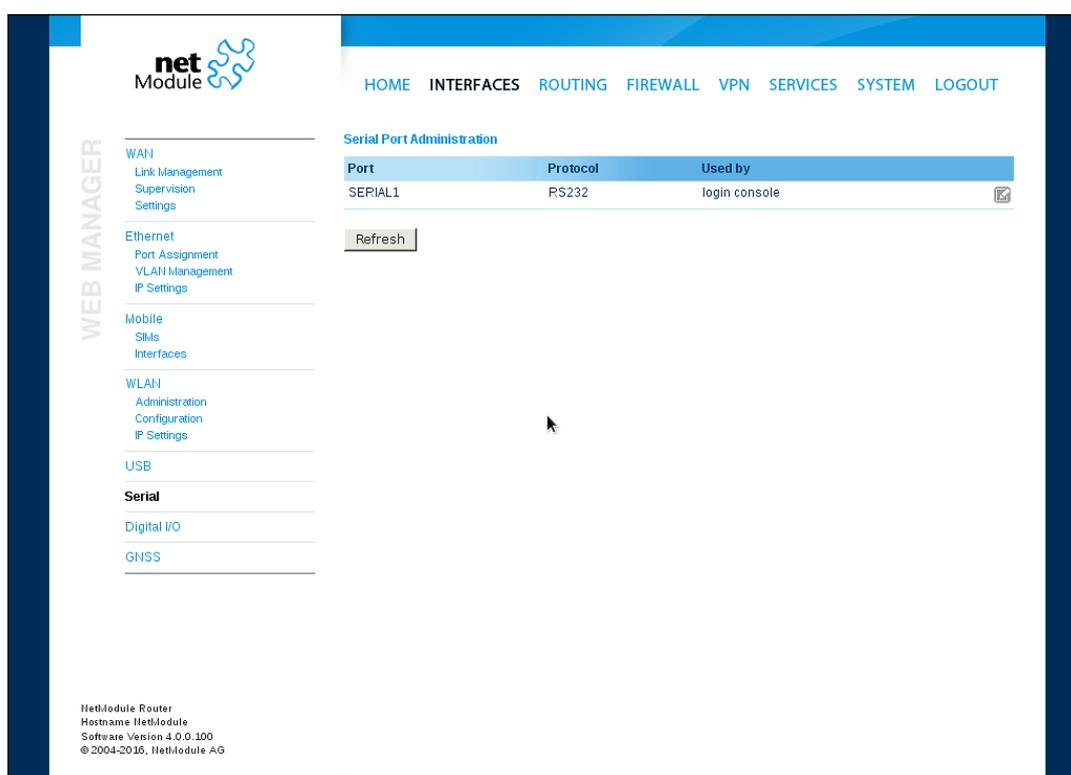 net
Module
HOME INTERFACES ROUTING FIREWALL VPN SERVICES SYSTEM LOGOUT
WEB MANAGER
WAN
Link Management
Supervision
Settings
Ethernet
Port Assignment
VLAN Management
IP Settings
Mobile
SIMs
Interfaces
WLAN
Administration
Configuration
IP Settings
USB
Serial
Digital I/O
GNSS
Serial Port Administration
Port Protocol Used by
SERIAL1 RS232 login console
Refresh
NetModule Router
Hostname NetModule
Software Version 4.0.0.100
© 2004-2016, NetModule AG